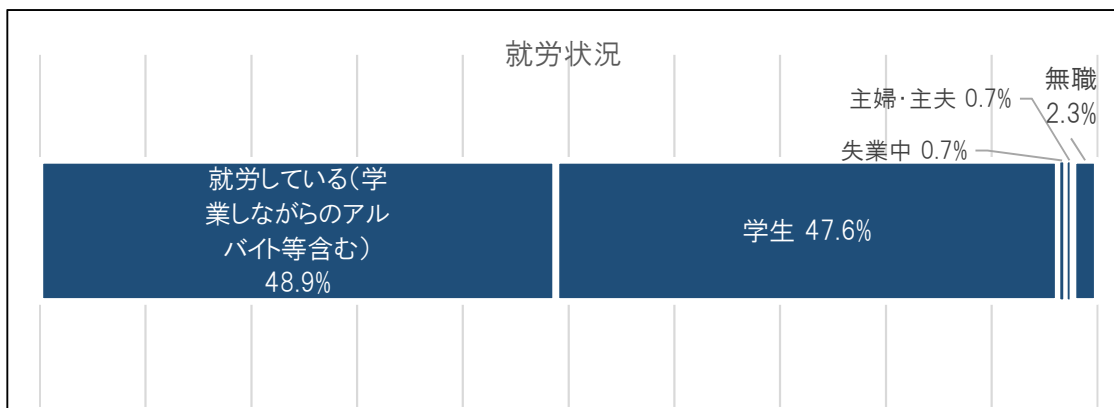 就労状況
無職
2.3%
主婦・主夫 0.7%
失業中 0.7%
就労している（学
業しながらのアル
バイト等含む）
48.9%
学生 47.6%